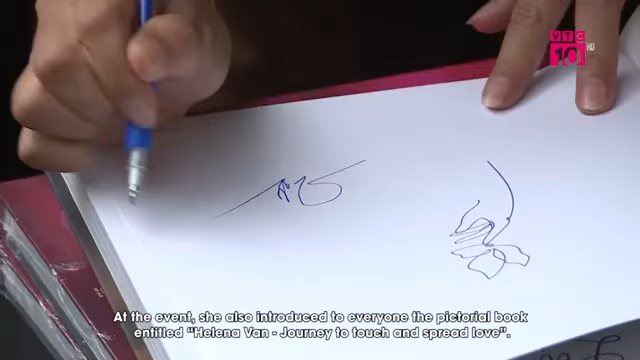 VTC
10 HD
At the event, she also introduced to everyone the pictorial book
entitled "Helena Van - Journey to touch and spread love".